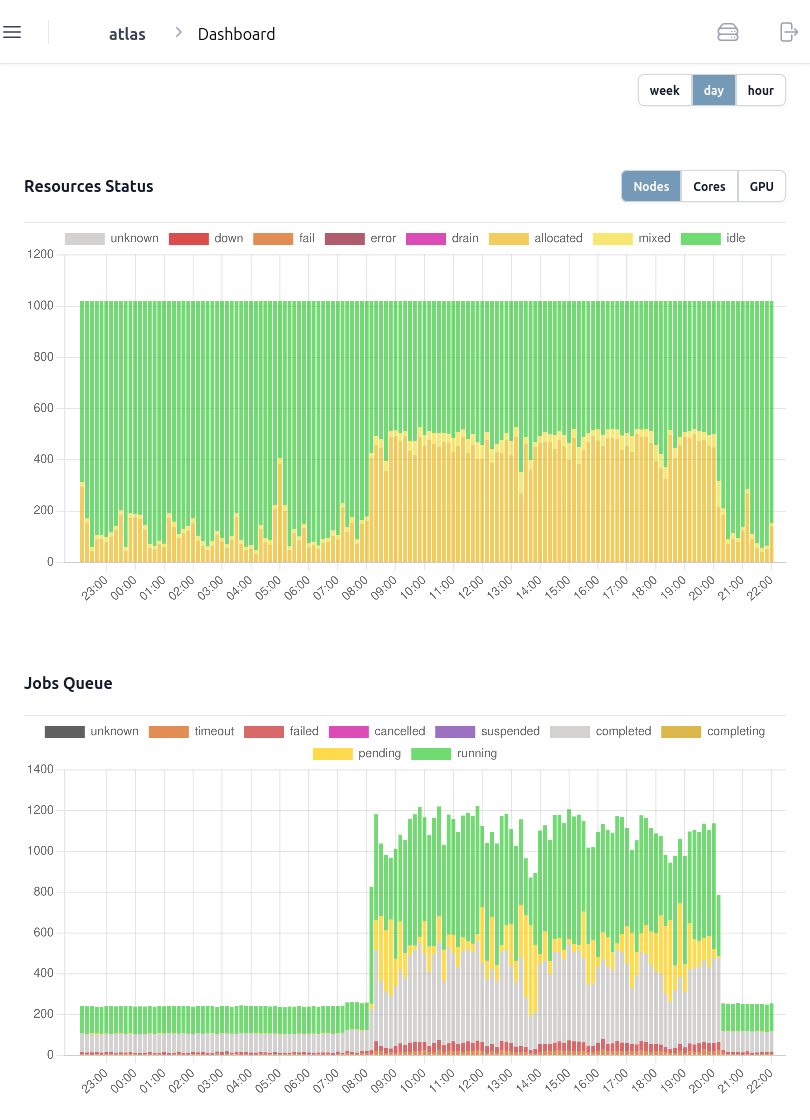 atlas Dashboard
week day hour
Resources Status Nodes Cores GPU
unknown down fail error drain allocated mixed idle
1200
1000
800
600
400
200
0
23:00 00:00 01:00 02:00 03:00 04:00 05:00 06:00 07:00 08:00 09:00 10:00 11:00 12:00 13:00 14:00 15:00 16:00 17:00 18:00 19:00 20:00 21:00 22:00
Jobs Queue
unknown timeout failed cancelled suspended completed completing
pending running
1400
1200
1000
800
600
400
200
0
23:00 00:00 01:00 02:00 03:00 04:00 05:00 06:00 07:00 08:00 09:00 10:00 11:00 12:00 13:00 14:00 15:00 16:00 17:00 18:00 19:00 20:00 21:00 22:00